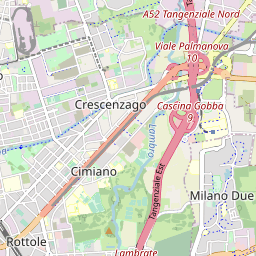 A52 Tangenziale Nord
Viale Palmanova
10
Crescenzago
Cascina Gobba
9
Lambro
Cimiano
Tangenziale Est
Milano Due
Rottole
Lambrate